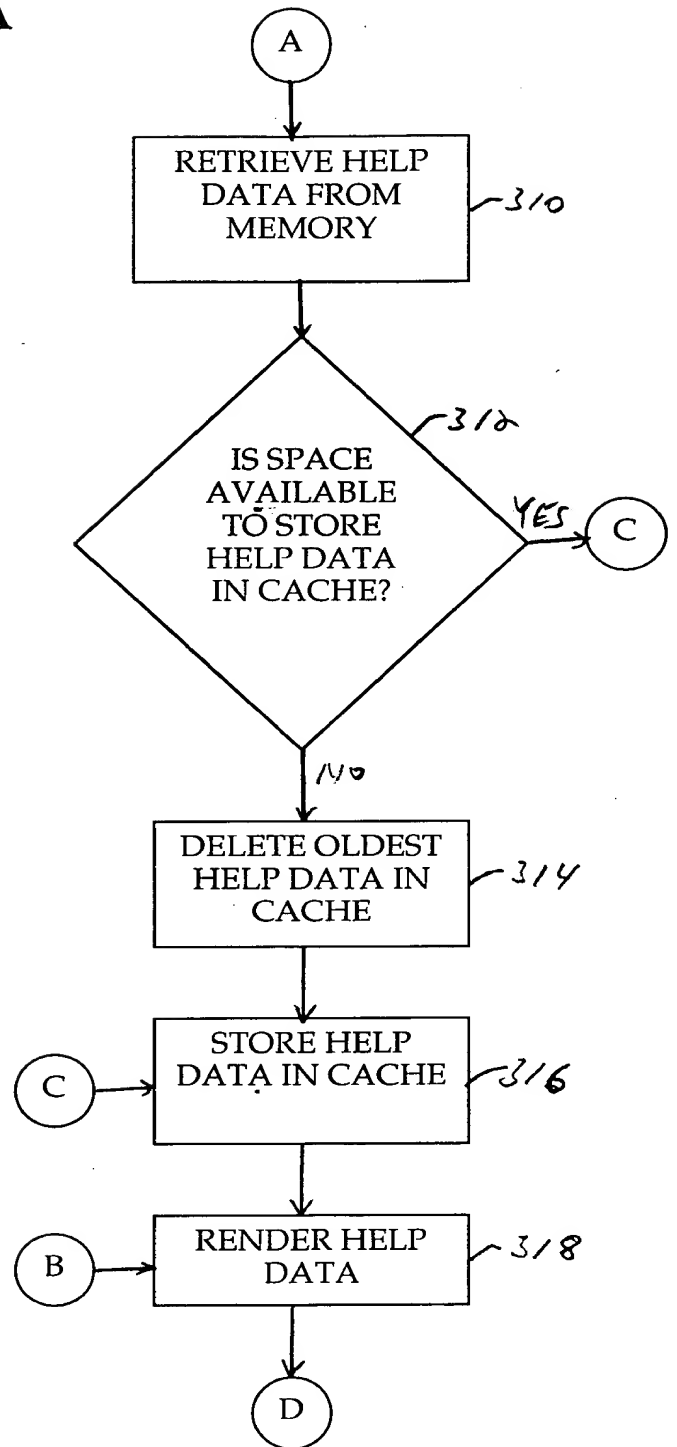 A
A
RETRIEVE HELP
DATA FROM
MEMORY
310
312
IS SPACE
AVAILABLE
TO STORE
HELP DATA
IN CACHE?
YES
C
NO
DELETE OLDEST
HELP DATA IN
CACHE
314
STORE HELP
DATA IN CACHE
316
C
RENDER HELP
DATA
318
B
D